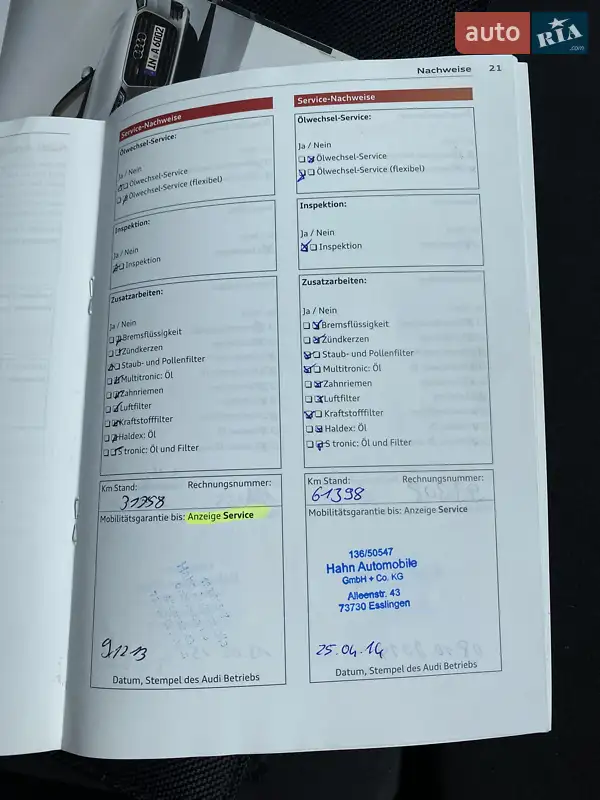 auto RIA .com
IN A 6002
Nachweise 21
Service-Nachweise
Ölwechsel-Service:
Ja / Nein
Ölwechsel-Service
Ölwechsel-Service (flexibel)
Inspektion:
Ja / Nein
Inspektion
Zusatzarbeiten:
Ja / Nein
Bremsflüssigkeit
Zündkerzen
Staub- und Pollenfilter
Multitronic: Öl
Zahnriemen
Luftfilter
Kraftstofffilter
Haldex: Öl
S tronic: Öl und Filter
Km Stand: Rechnungsnummer:
31358
Mobilitätsgarantie bis: Anzeige Service
9.12.13
Datum, Stempel des Audi Betriebs
Service-Nachweise
Ölwechsel-Service:
Ja / Nein
Ölwechsel-Service
Ölwechsel-Service (flexibel)
Inspektion:
Ja / Nein
Inspektion
Zusatzarbeiten:
Ja / Nein
Bremsflüssigkeit
Zündkerzen
Staub- und Pollenfilter
Multitronic: Öl
Zahnriemen
Luftfilter
Kraftstofffilter
Haldex: Öl
S tronic: Öl und Filter
Km Stand: Rechnungsnummer:
61398
Mobilitätsgarantie bis: Anzeige Service
136/50547
Hahn Automobile
GmbH + Co. KG
Alleenstr. 43
73730 Esslingen
25.04.14
Datum, Stempel des Audi Betriebs